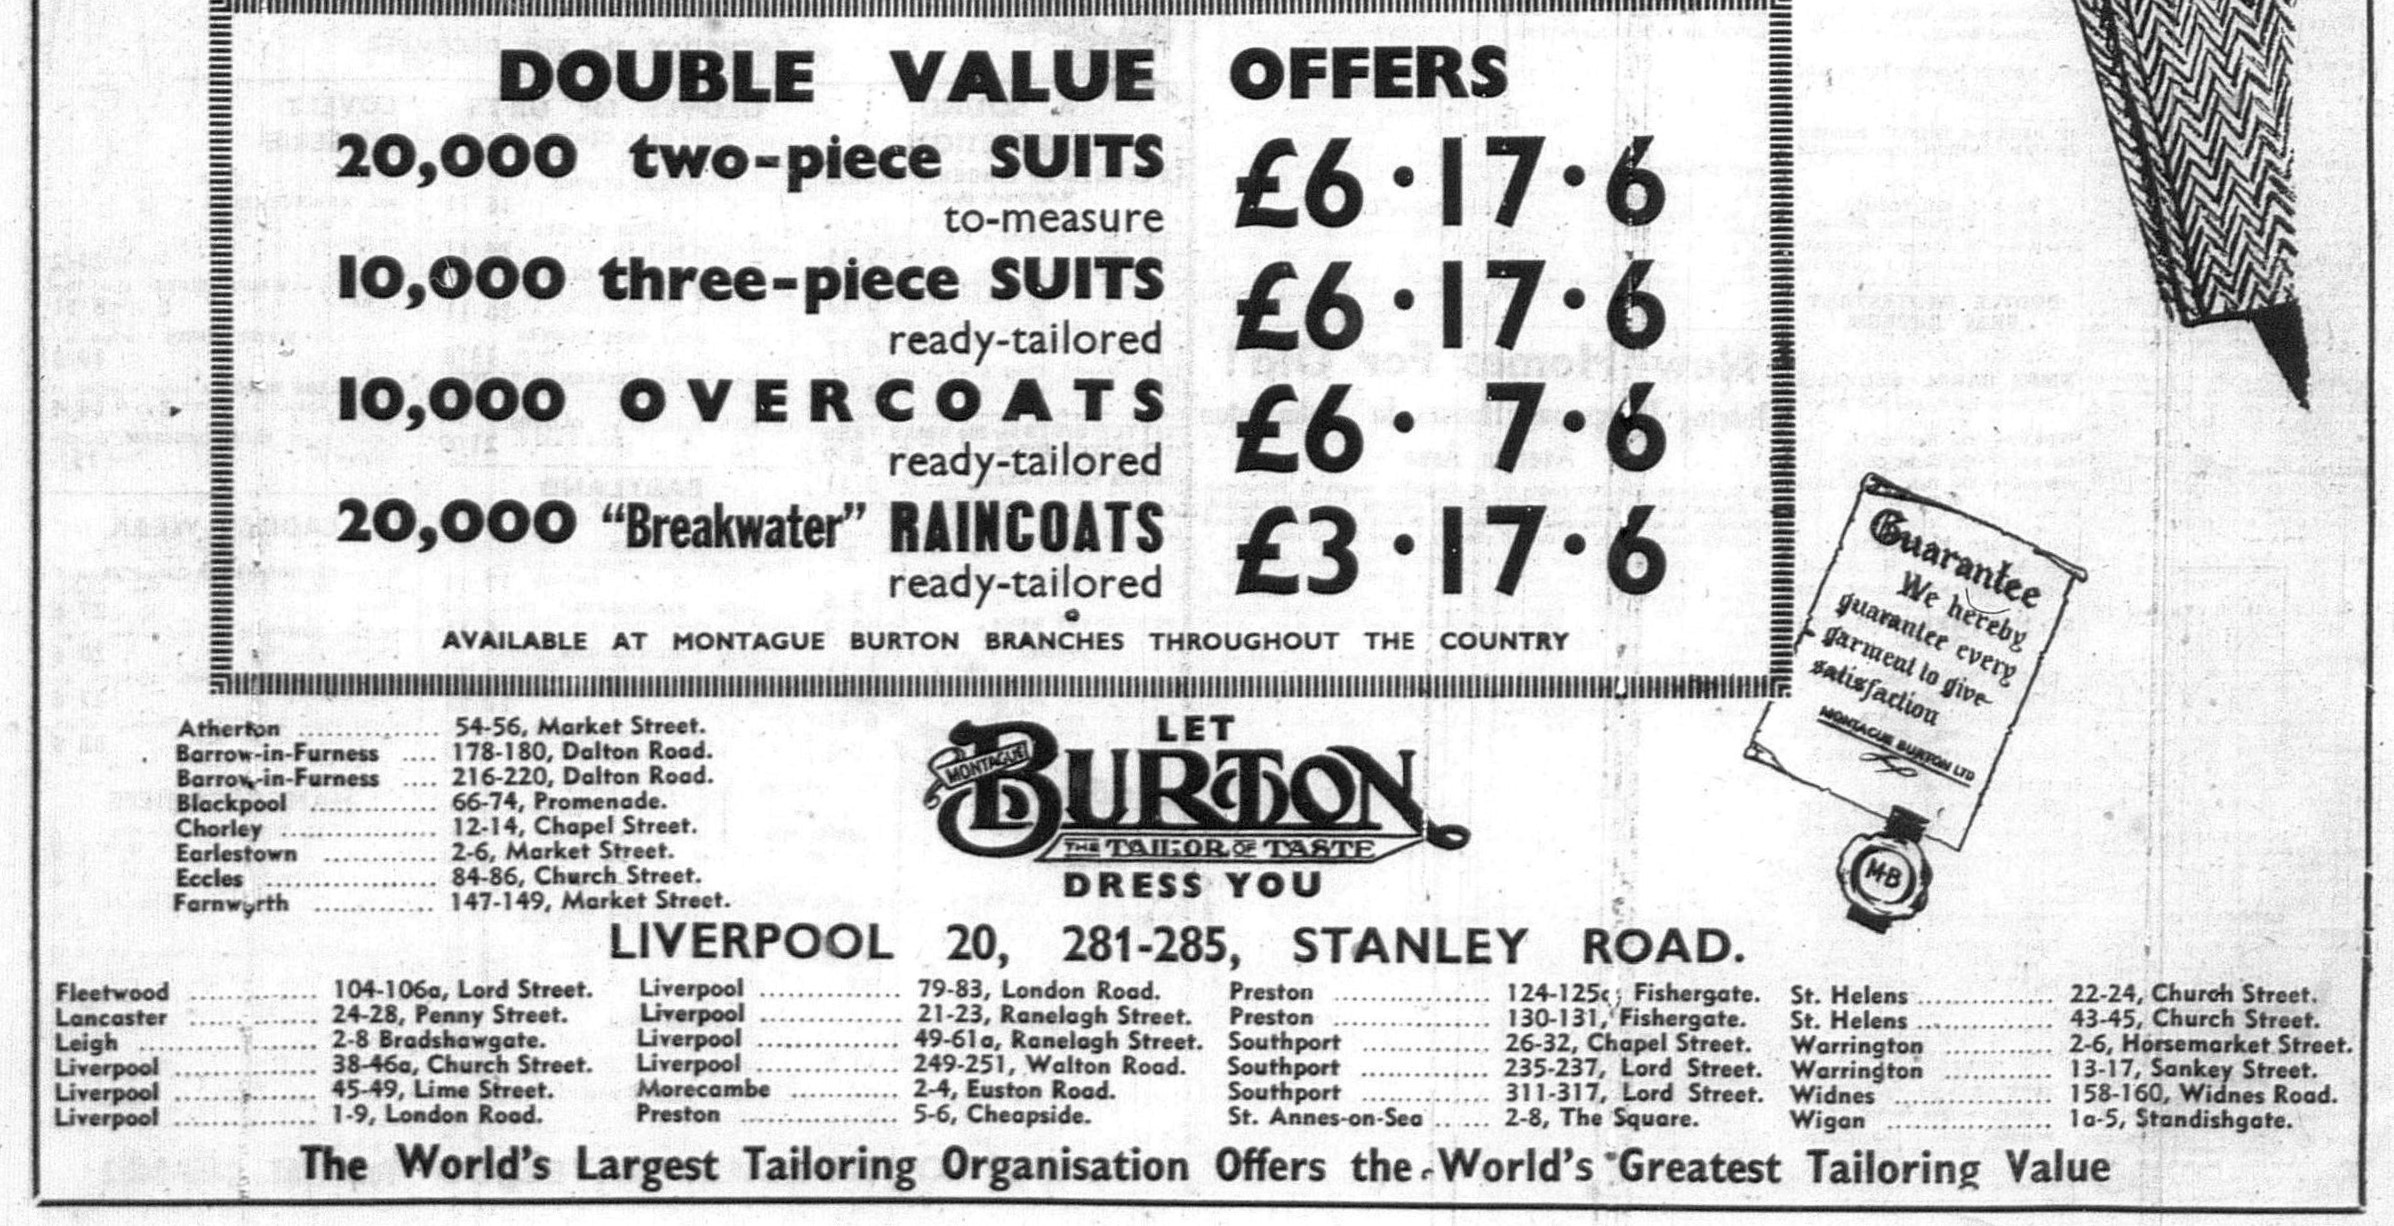 DOUBLE VALUE OFFERS
20,000 two-piece SUITS £6·17·6
to-measure
10,000 three-piece SUITS £6·17·6
ready-tailored
10,000 OVERCOATS £6· 7·6
ready-tailored
20,000 "Breakwater" RAINCOATS £3·17·6
ready-tailored
AVAILABLE AT MONTAGUE BURTON BRANCHES THROUGHOUT THE COUNTRY
Guarantee
We hereby
guarantee every
garment to give
satisfaction
MONTAGUE BURTON LTD
MB
Atherton ............... 54-56, Market Street.
Barrow-in-Furness .... 178-180, Dalton Road.
Barrow-in-Furness .... 216-220, Dalton Road.
Blackpool .............. 66-74, Promenade.
Chorley ................. 12-14, Chapel Street.
Earlestown ............ 2-6, Market Street.
Eccles ................... 84-86, Church Street.
Farnworth ............. 147-149, Market Street.
LET
MONTAGUE
BURTON
THE TAILOR OF TASTE
DRESS YOU
LIVERPOOL 20, 281-285, STANLEY ROAD.
Fleetwood .............. 104-106a, Lord Street.
Lancaster .............. 24-28, Penny Street.
Leigh .................... 2-8 Bradshawgate.
Liverpool ................ 38-46a, Church Street.
Liverpool ................ 45-49, Lime Street.
Liverpool ................ 1-9, London Road.
Liverpool ................ 79-83, London Road.
Liverpool ................ 21-23, Ranelagh Street.
Liverpool ................ 49-61a, Ranelagh Street.
Liverpool ................ 249-251, Walton Road.
Morecambe ............ 2-4, Euston Road.
Preston .................. 5-6, Cheapside.
Preston .................. 124-125 Fishergate.
Preston .................. 130-131, Fishergate.
Southport .............. 26-32, Chapel Street.
Southport .............. 235-237, Lord Street.
Southport .............. 311-317, Lord Street.
St. Annes-on-Sea ...... 2-8, The Square.
St. Helens ............... 22-24, Church Street.
St. Helens ............... 43-45, Church Street.
Warrington ............ 2-6, Horsemarket Street.
Warrington ............ 13-17, Sankey Street.
Widnes .................. 158-160, Widnes Road.
Wigan ................... 1a-5, Standishgate.
The World's Largest Tailoring Organisation Offers the World's Greatest Tailoring Value